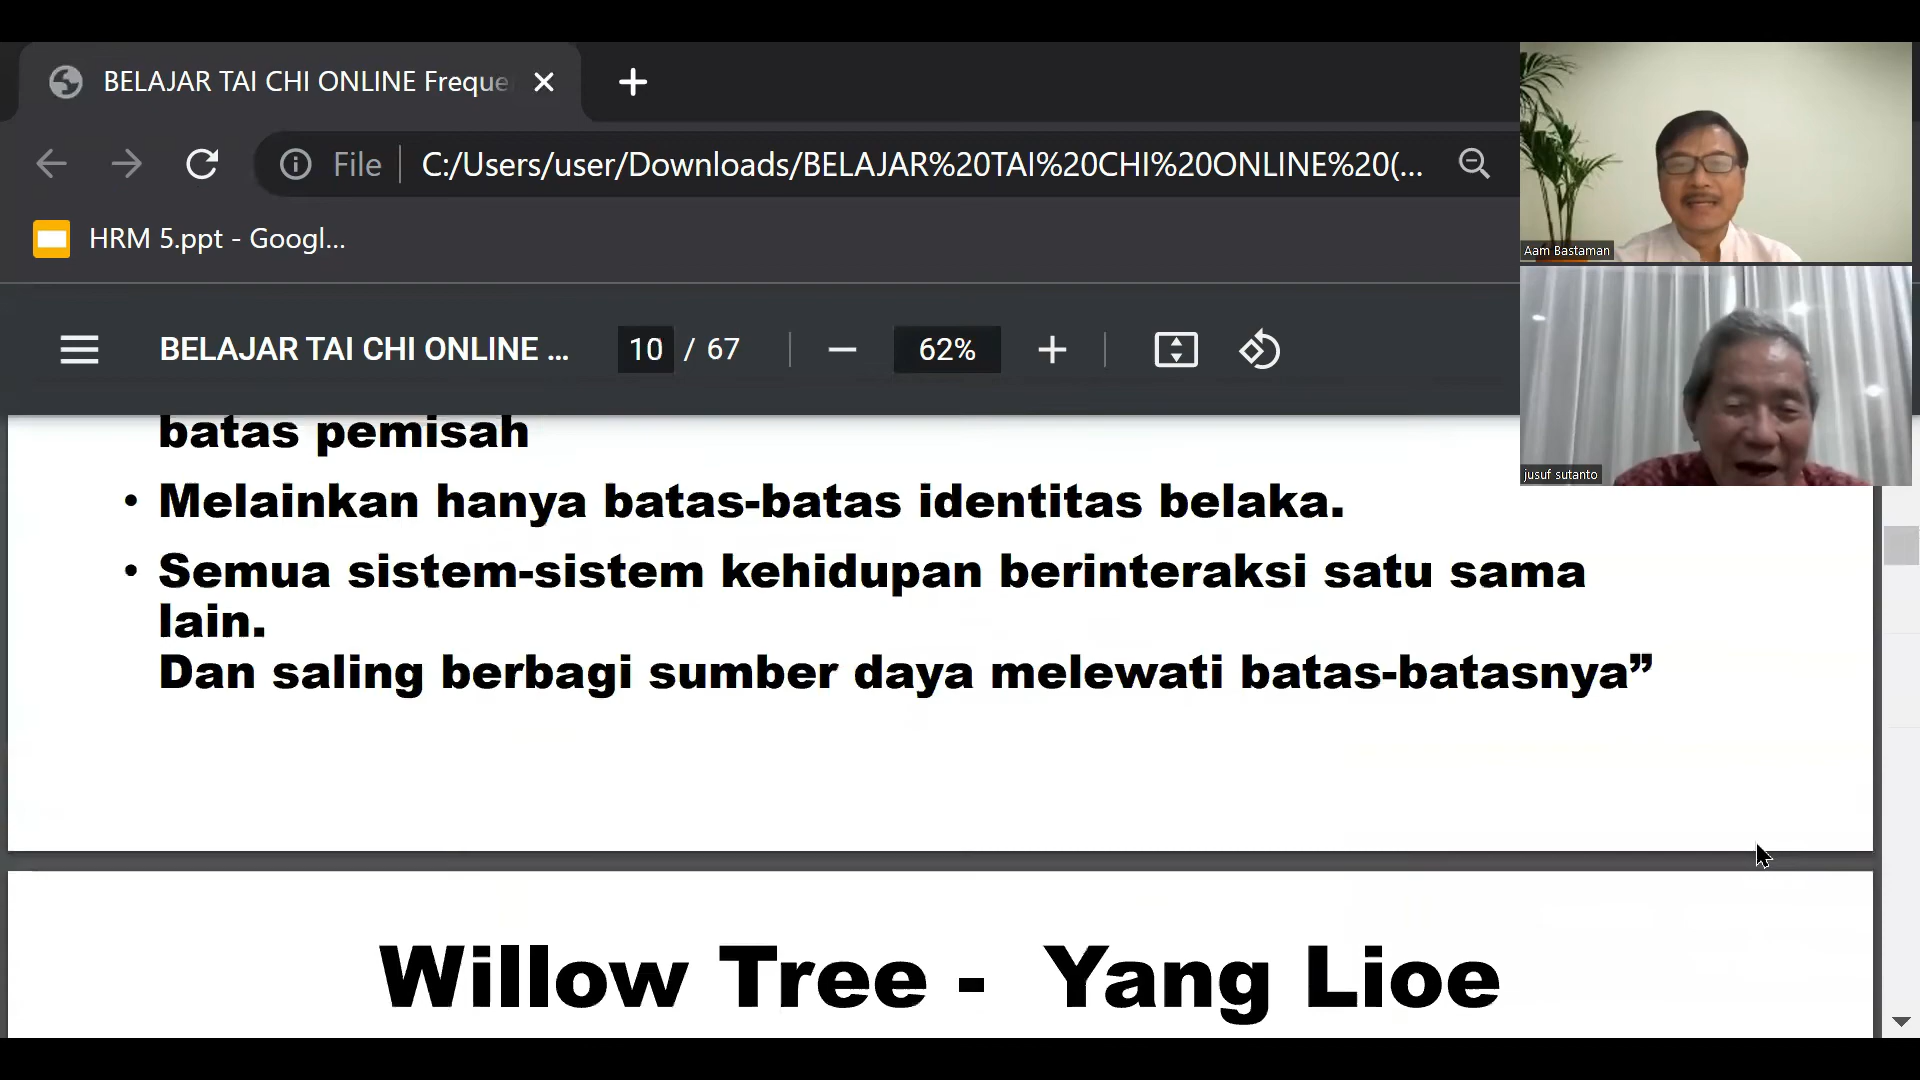 BELAJAR TAI CHI ONLINE Freque
File
C:/Users/user/Downloads/BELAJAR%20TAI%20CHI%20ONLINE%20(...
HRM 5.ppt - Googl...
Aam Bastaman
BELAJAR TAI CHI ONLINE ...
10 / 67
62%
jusuf sutanto
batas pemisah
• Melainkan hanya batas-batas identitas belaka.
• Semua sistem-sistem kehidupan berinteraksi satu sama
lain.
Dan saling berbagi sumber daya melewati batas-batasnya”
Willow Tree - Yang Lioe